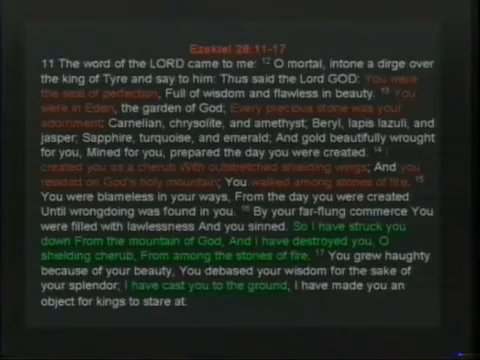 Ezekiel 28:11-17
11 The word of the LORD came to me: 12 O mortal, intone a dirge over
the king of Tyre and say to him: Thus said the Lord GOD: You were
the seal of perfection, Full of wisdom and flawless in beauty. 13 You
were in Eden, the garden of God; Every precious stone was your
adornment: Carnelian, chrysolite, and amethyst; Beryl, lapis lazuli, and
jasper; Sapphire, turquoise, and emerald; And gold beautifully wrought
for you, Mined for you, prepared the day you were created. 14 I
created you as a cherub With outstretched shielding wings; And you
resided on God's holy mountain; You walked among stones of fire. 15
You were blameless in your ways, From the day you were created
Until wrongdoing was found in you. 16 By your far-flung commerce You
were filled with lawlessness And you sinned. So I have struck you
down From the mountain of God, And I have destroyed you, O
shielding cherub, From among the stones of fire. 17 You grew haughty
because of your beauty, You debased your wisdom for the sake of
your splendor; I have cast you to the ground, I have made you an
object for kings to stare at.